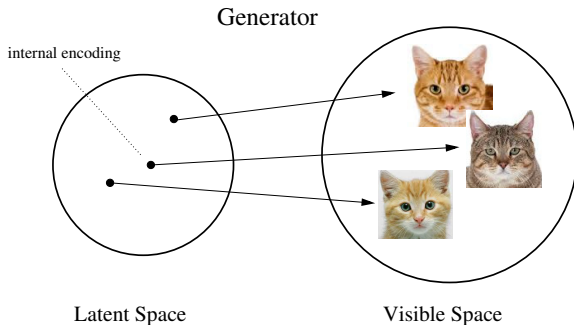 Generator
internal encoding
Latent Space
Visible Space